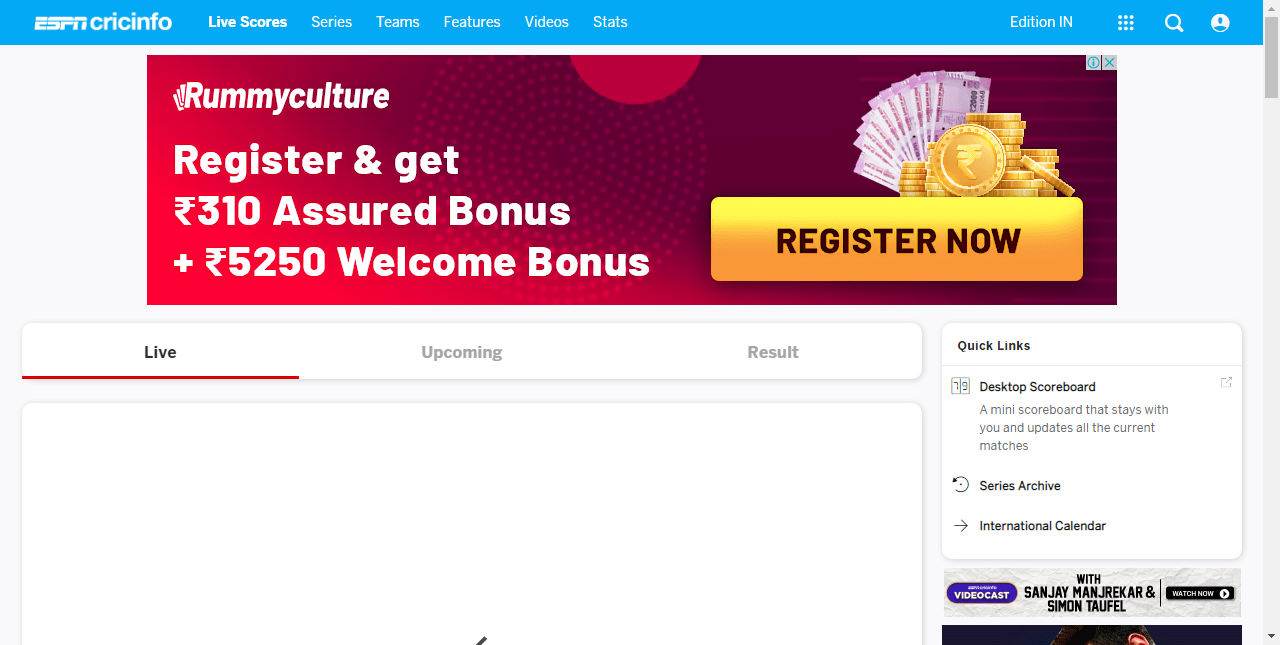 ESPN cricinfo
Live Scores Series Teams Features Videos Stats
Edition IN
Rummyculture
Register & get
₹310 Assured Bonus
+ ₹5250 Welcome Bonus
REGISTER NOW
Live Upcoming Result
Quick Links
Desktop Scoreboard
A mini scoreboard that stays with
you and updates all the current
matches
Series Archive
International Calendar
ESPN cricinfo
VIDEOCAST
WITH
SANJAY MANJREKAR &
SIMON TAUFEL
WATCH NOW